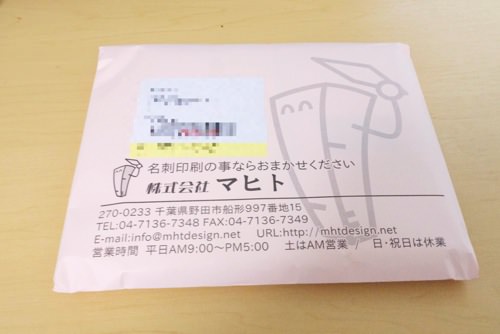 名刺印刷の事ならおまかせください
株式会社 マヒト
270-0233 千葉県野田市船形997番地15
TEL:04-7136-7348 FAX:04-7136-7349
E-mail:info@mhtdesign.net URL:http://mhtdesign.net
営業時間 平日AM9:00〜PM5:00 土はAM営業 日・祝日は休業